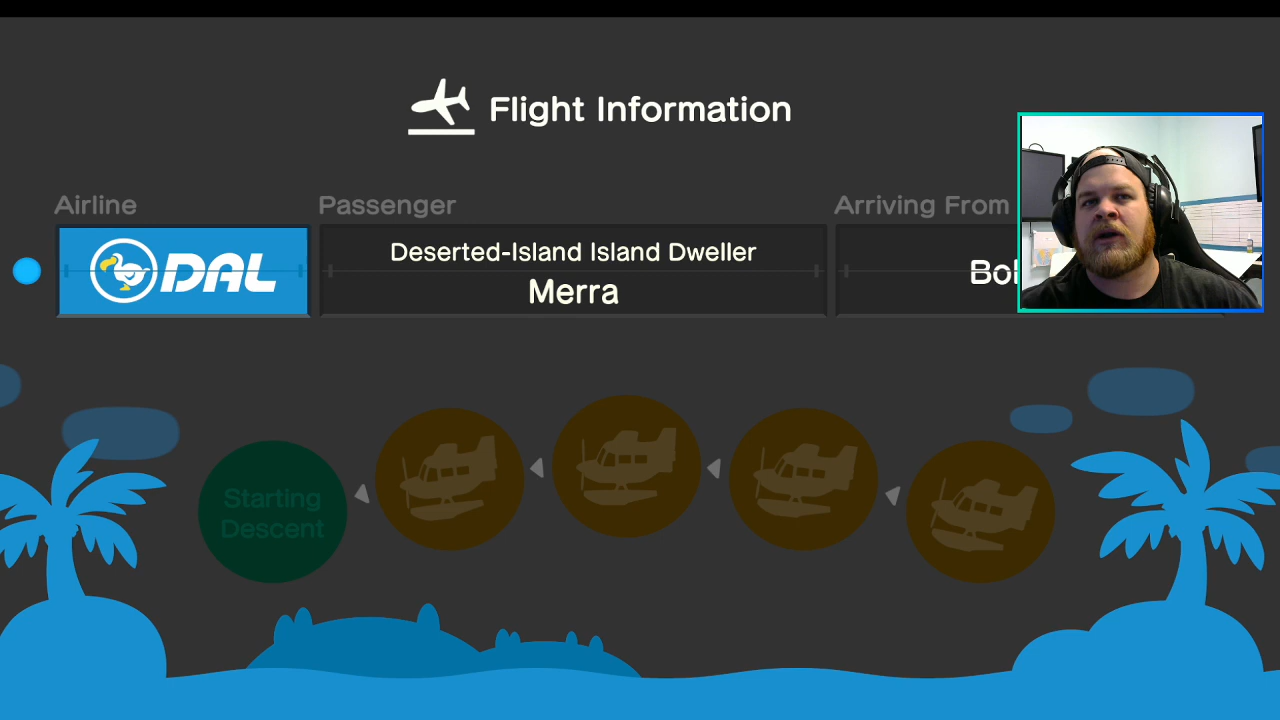 Flight Information
Airline
Passenger
Arriving From
DAL
Deserted-Island Island Dweller
Merra
Starting
Descent